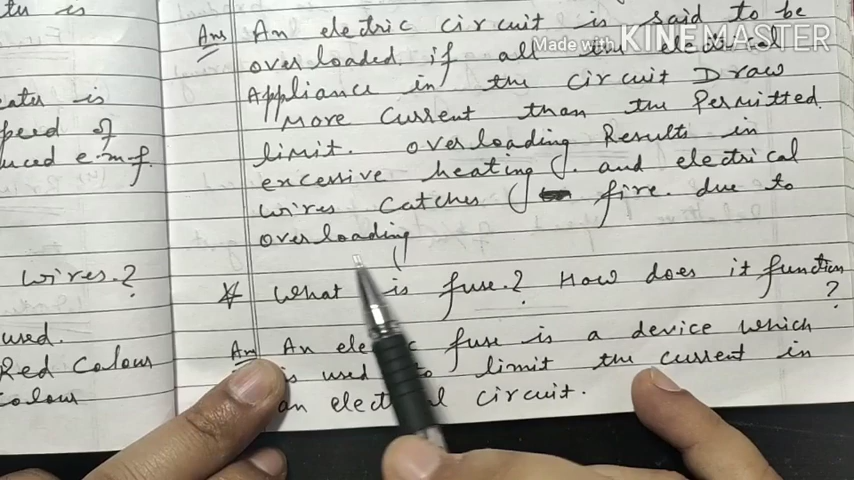 ter is
eater is
peed of
uced e.m.f.
wires.?
used.
Red Colour
Colour
Ans An electric circuit is said to be
overloaded if all the electrical
Appliance in the circuit Draw
More current than the Permitted
limit. overloading Results in
excessive heating. and electrical
wires Catches fire. due to
overloading
What is fuse.? How does it function
?
Ans An electric fuse is a device which
is used to limit the current in
an electrical circuit.
Made with KINEMASTER